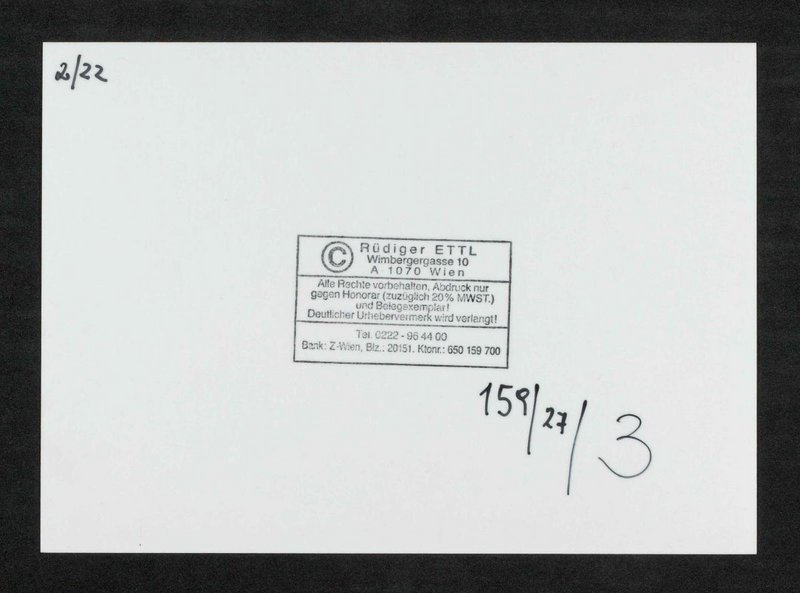 2/22
© Rüdiger ETTL
Wimbergergasse 10
A 1070 Wien
Alle Rechte vorbehalten, Abdruck nur
gegen Honorar (zuzüglich 20% MWST.)
und Belegexemplar!
Deutlicher Urhebervermerk wird verlangt!
Tel. 0222 - 96 44 00
Bank: Z-Wien, Blz.: 20151. Ktonr.: 650 159 700
159/27/3